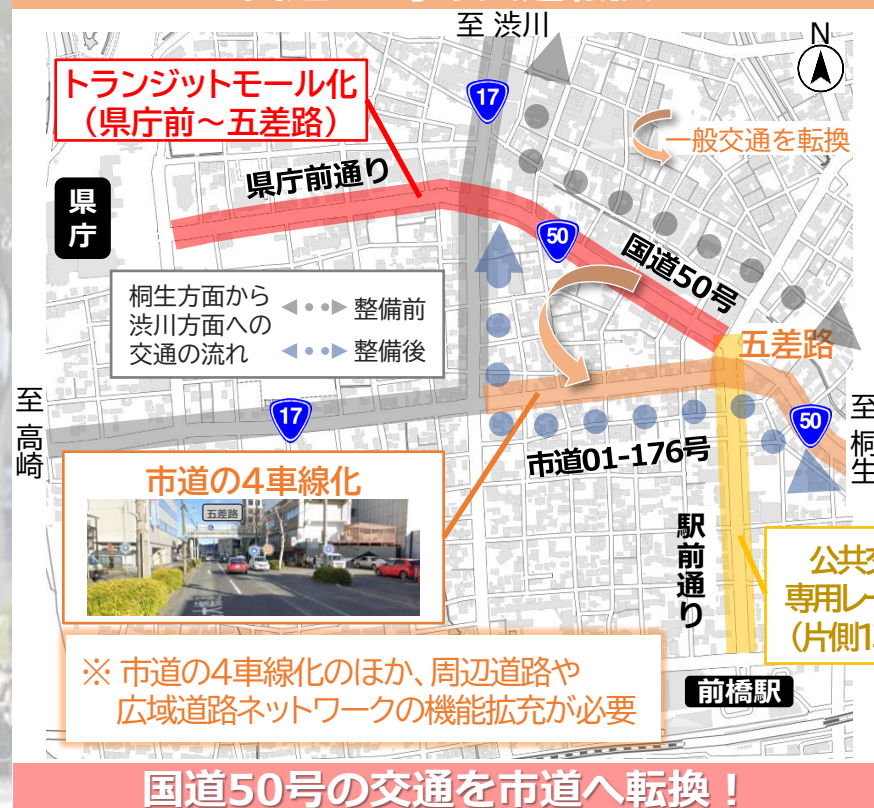 至 渋川
N
トランジットモール化
（県庁前～五差路）
17
一般交通を転換
県庁前通り
県
庁
50
国道50号
桐生方面から
渋川方面への
交通の流れ
整備前
整備後
五差路
至
高崎
17
50
至
桐生
市道01-176号
市道の4車線化
五差路
駅前通り
公共交
専用レー
（片側1
※ 市道の4車線化のほか、周辺道路や
広域道路ネットワークの機能拡充が必要
前橋駅
国道50号の交通を市道へ転換！